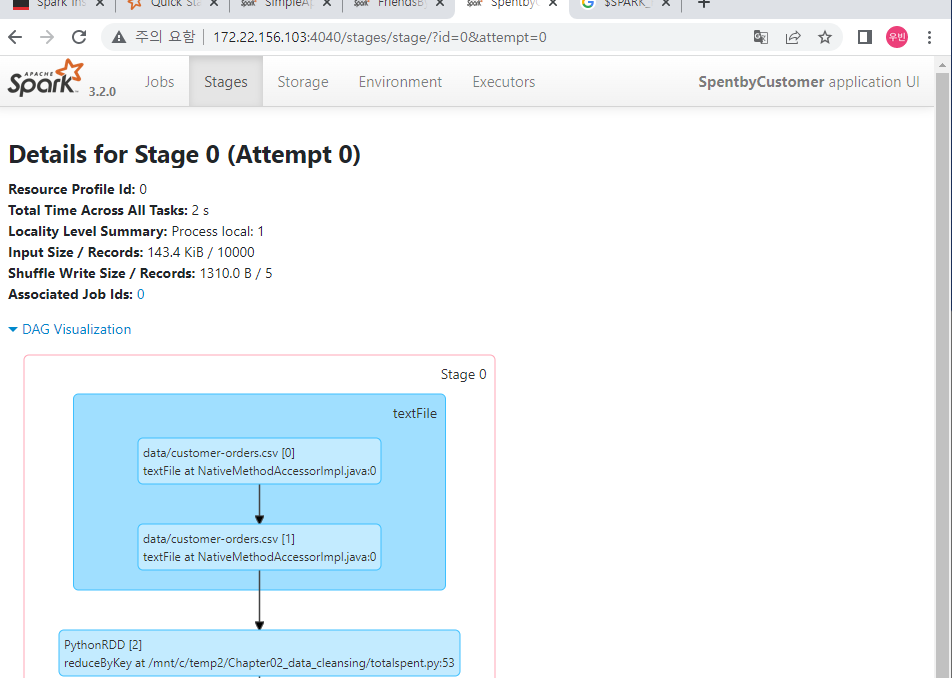 Spark Ins
Quick Sta
SimpleAp
FriendsBy
SpentbyC
$SPARK_
주의 요함
172.22.156.103:4040/stages/stage/?id=0&attempt=0
우빈
APACHE
Spark 3.2.0
Jobs
Stages
Storage
Environment
Executors
SpentbyCustomer application UI
Details for Stage 0 (Attempt 0)
Resource Profile Id: 0
Total Time Across All Tasks: 2 s
Locality Level Summary: Process local: 1
Input Size / Records: 143.4 KiB / 10000
Shuffle Write Size / Records: 1310.0 B / 5
Associated Job Ids: 0
DAG Visualization
Stage 0
textFile
data/customer-orders.csv [0]
textFile at NativeMethodAccessorImpl.java:0
data/customer-orders.csv [1]
textFile at NativeMethodAccessorImpl.java:0
PythonRDD [2]
reduceByKey at /mnt/c/temp2/Chapter02_data_cleansing/totalspent.py:53